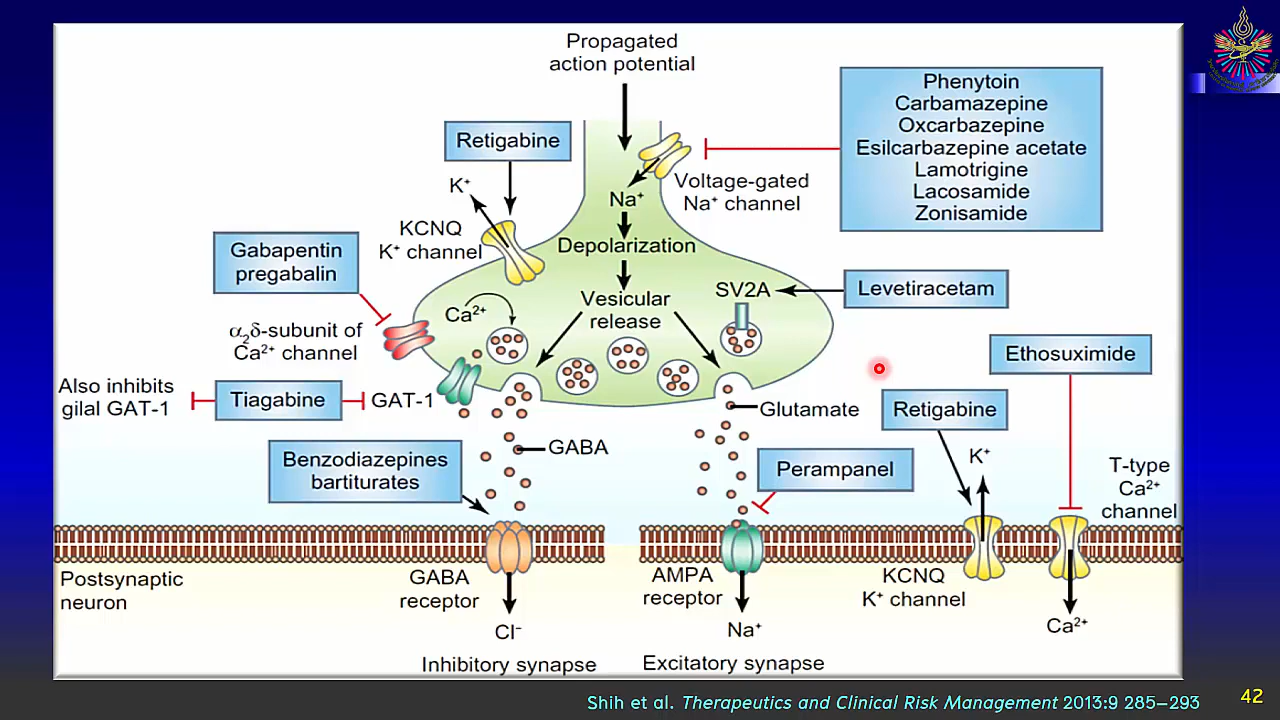 Propagated
action potential
Phenytoin
Carbamazepine
Oxcarbazepine
Esilcarbazepine acetate
Lamotrigine
Lacosamide
Zonisamide
Retigabine
K⁺
Voltage-gated
Na⁺ channel
Na⁺
KCNQ
K⁺ channel
Depolarization
Gabapentin
pregabalin
Vesicular
release
SV2A
Levetiracetam
Ca²⁺
α₂δ-subunit of
Ca²⁺ channel
Ethosuximide
Also inhibits
gilal GAT-1
Tiagabine
GAT-1
Glutamate
Retigabine
GABA
Benzodiazepines
bartiturates
Perampanel
K⁺
T-type
Ca²⁺
channel
Postsynaptic
neuron
GABA
receptor
AMPA
receptor
KCNQ
K⁺ channel
Cl⁻
Na⁺
Ca²⁺
Inhibitory synapse
Excitatory synapse
Shih et al. Therapeutics and Clinical Risk Management 2013:9 285–293
42